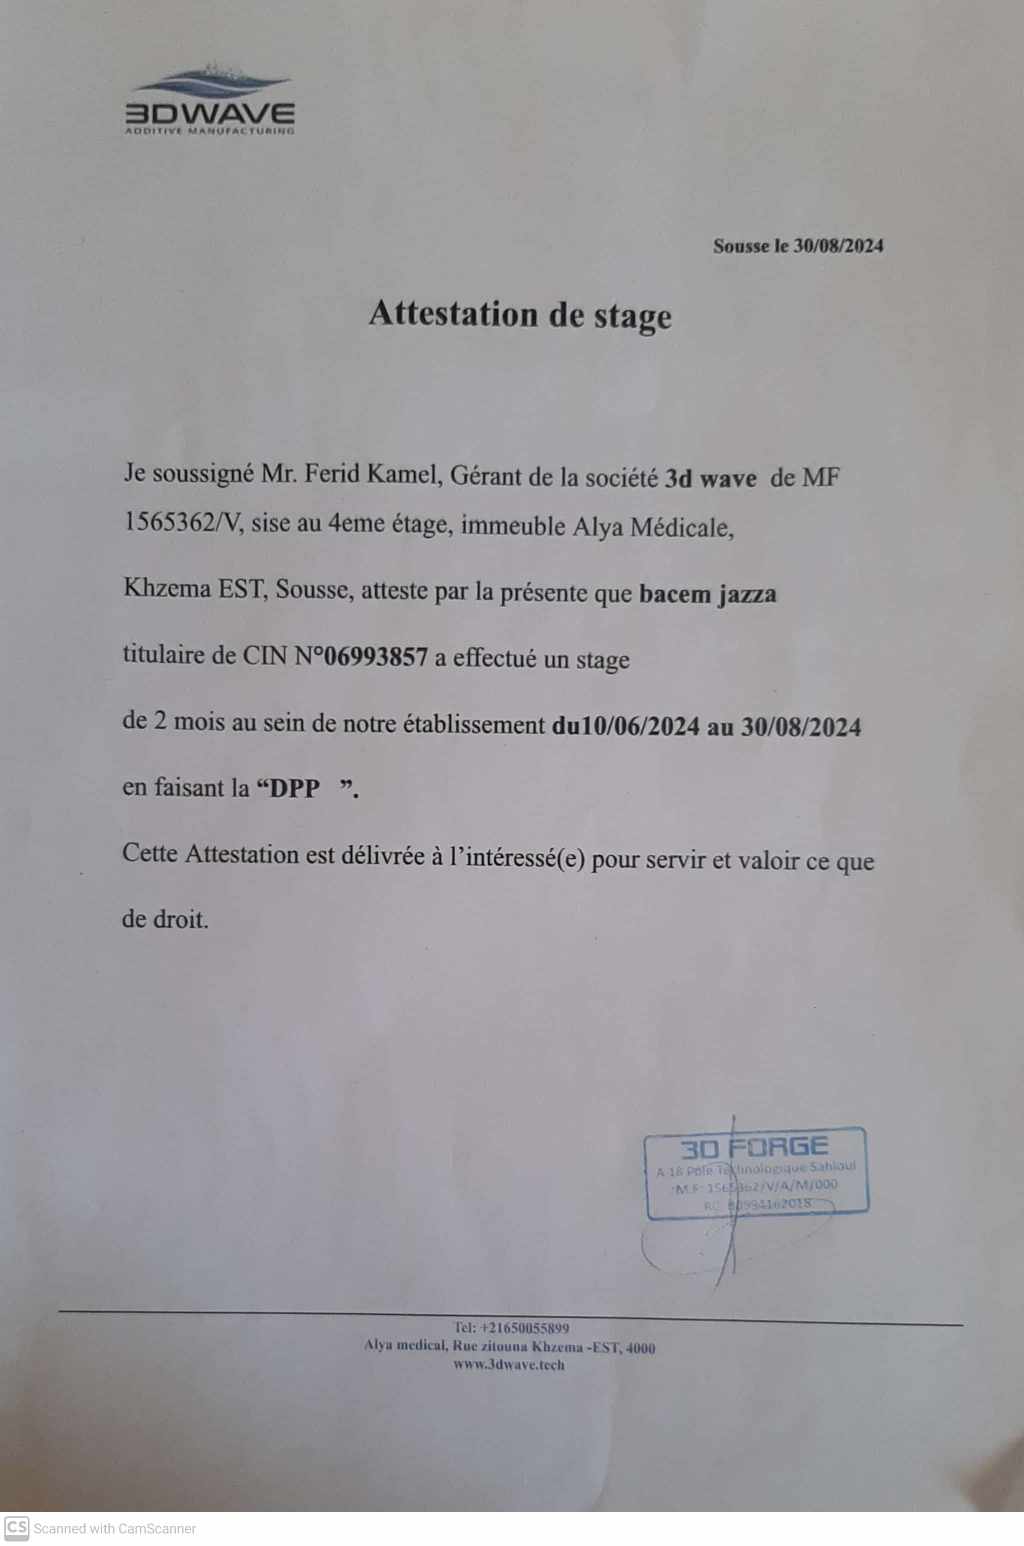 3DWAVE
ADDITIVE MANUFACTURING
Sousse le 30/08/2024
Attestation de stage
Je soussigné Mr. Ferid Kamel, Gérant de la société 3d wave de MF
1565362/V, sise au 4eme étage, immeuble Alya Médicale,
Khzema EST, Sousse, atteste par la présente que bacem jazza
titulaire de CIN N°06993857 a effectué un stage
de 2 mois au sein de notre établissement du10/06/2024 au 30/08/2024
en faisant la “DPP ”.
Cette Attestation est délivrée à l’intéressé(e) pour servir et valoir ce que
de droit.
3D FORGE
A 18 Pôle Technologique Sahloul
M.F: 1565362/V/A/M/000
Tel: +21650055899
Alya medical, Rue zitouna Khzema -EST, 4000
www.3dwave.tech
CS Scanned with CamScanner